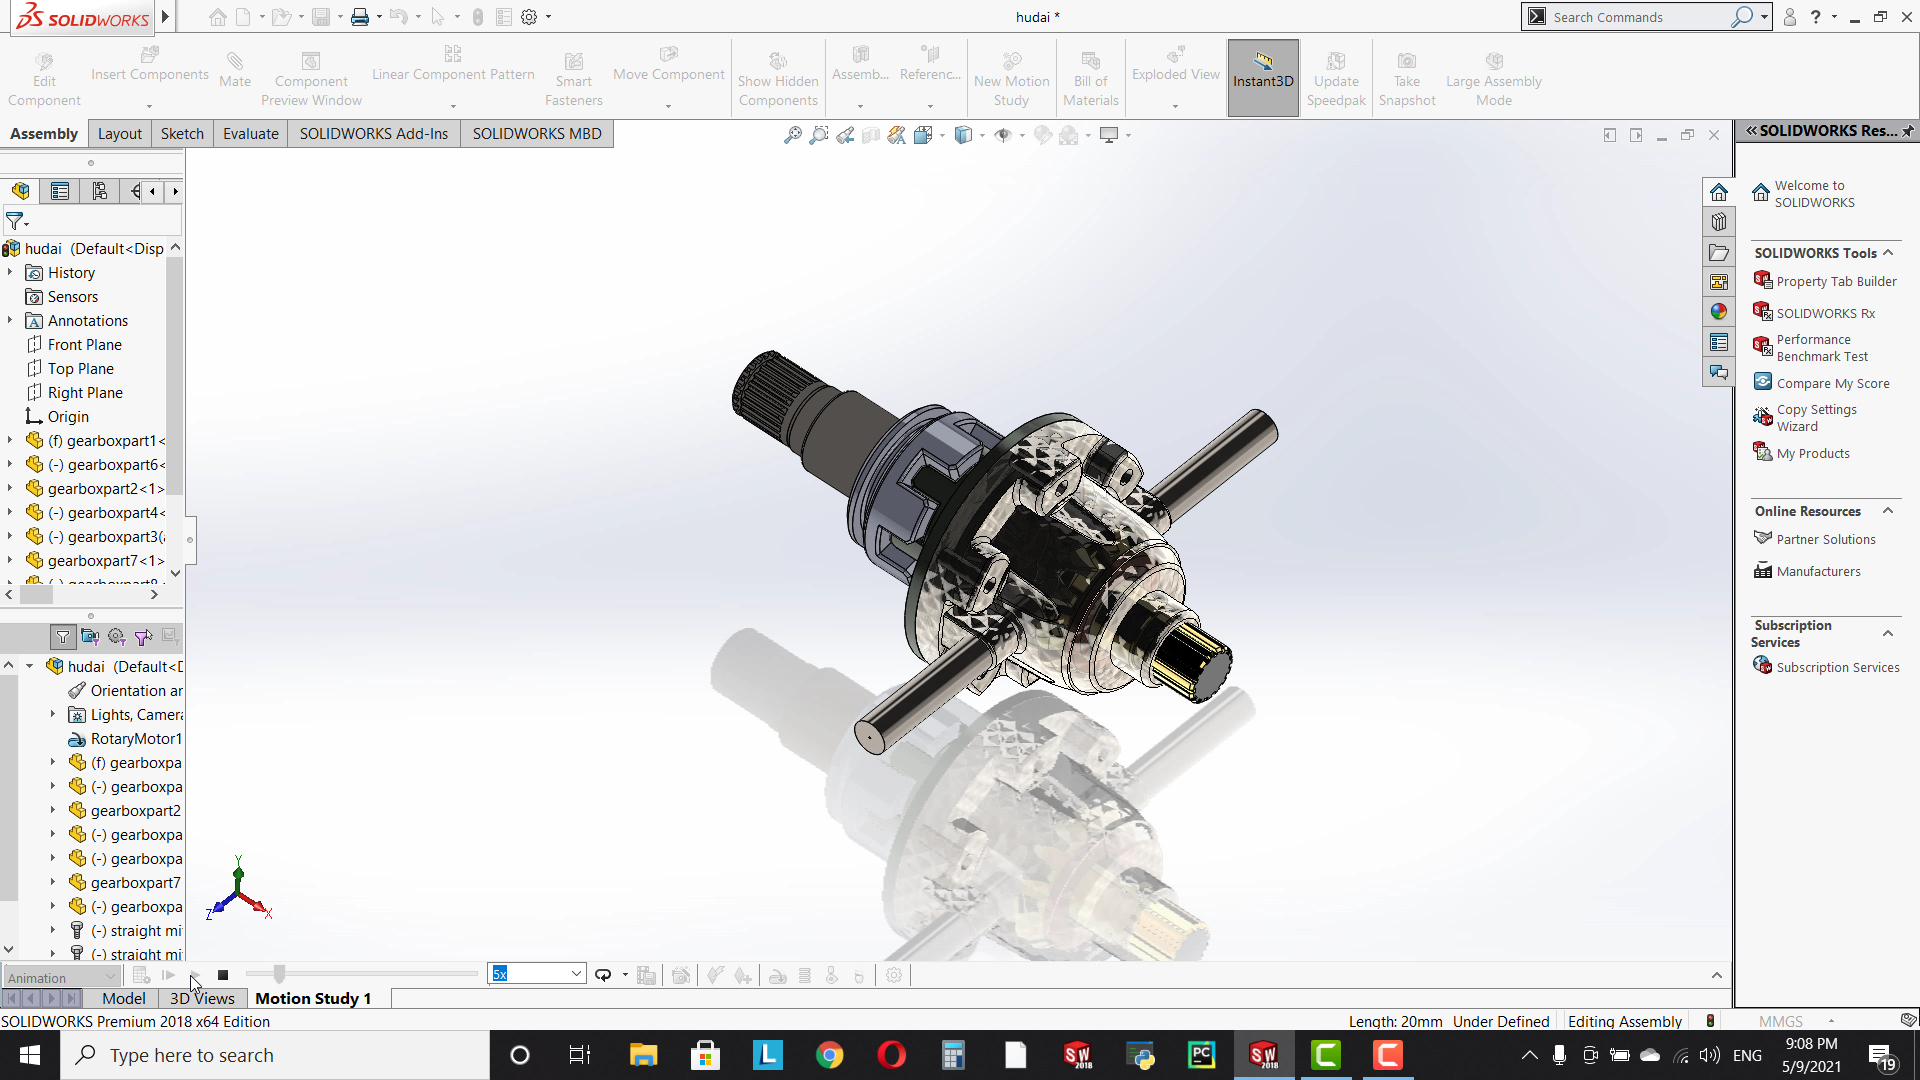 SOLIDWORKS
hudai *
Search Commands
?
Edit
Component
Insert Components
Mate
Component
Preview Window
Linear Component Pattern
Smart
Fasteners
Move Component
Show Hidden
Components
Assemb...
Referenc...
New Motion
Study
Bill of
Materials
Exploded View
Instant3D
Update
Speedpak
Take
Snapshot
Large Assembly
Mode
Assembly
Layout
Sketch
Evaluate
SOLIDWORKS Add-Ins
SOLIDWORKS MBD
SOLIDWORKS Res...
hudai (Default<Disp
History
Sensors
Annotations
Front Plane
Top Plane
Right Plane
Origin
(f) gearboxpart1<
(-) gearboxpart6<
gearboxpart2<1>
(-) gearboxpart4<
(-) gearboxpart3(
gearboxpart7<1>
hudai (Default<D
Orientation ar
Lights, Camera
RotaryMotor1
(f) gearboxpa
(-) gearboxpa
gearboxpart2
(-) gearboxpa
(-) gearboxpa
gearboxpart7
(-) gearboxpa
(-) straight mi
(-) straight mi
Y
Z
X
Welcome to
SOLIDWORKS
SOLIDWORKS Tools
Property Tab Builder
SOLIDWORKS Rx
Performance
Benchmark Test
Compare My Score
Copy Settings
Wizard
My Products
Online Resources
Partner Solutions
Manufacturers
Subscription
Services
Subscription Services
Animation
5x
Model
3D Views
Motion Study 1
SOLIDWORKS Premium 2018 x64 Edition
Length: 20mm
Under Defined
Editing Assembly
MMGS
Type here to search
L
SW
2018
PC
SW
2018
C
C
ENG
9:08 PM
5/9/2021
19